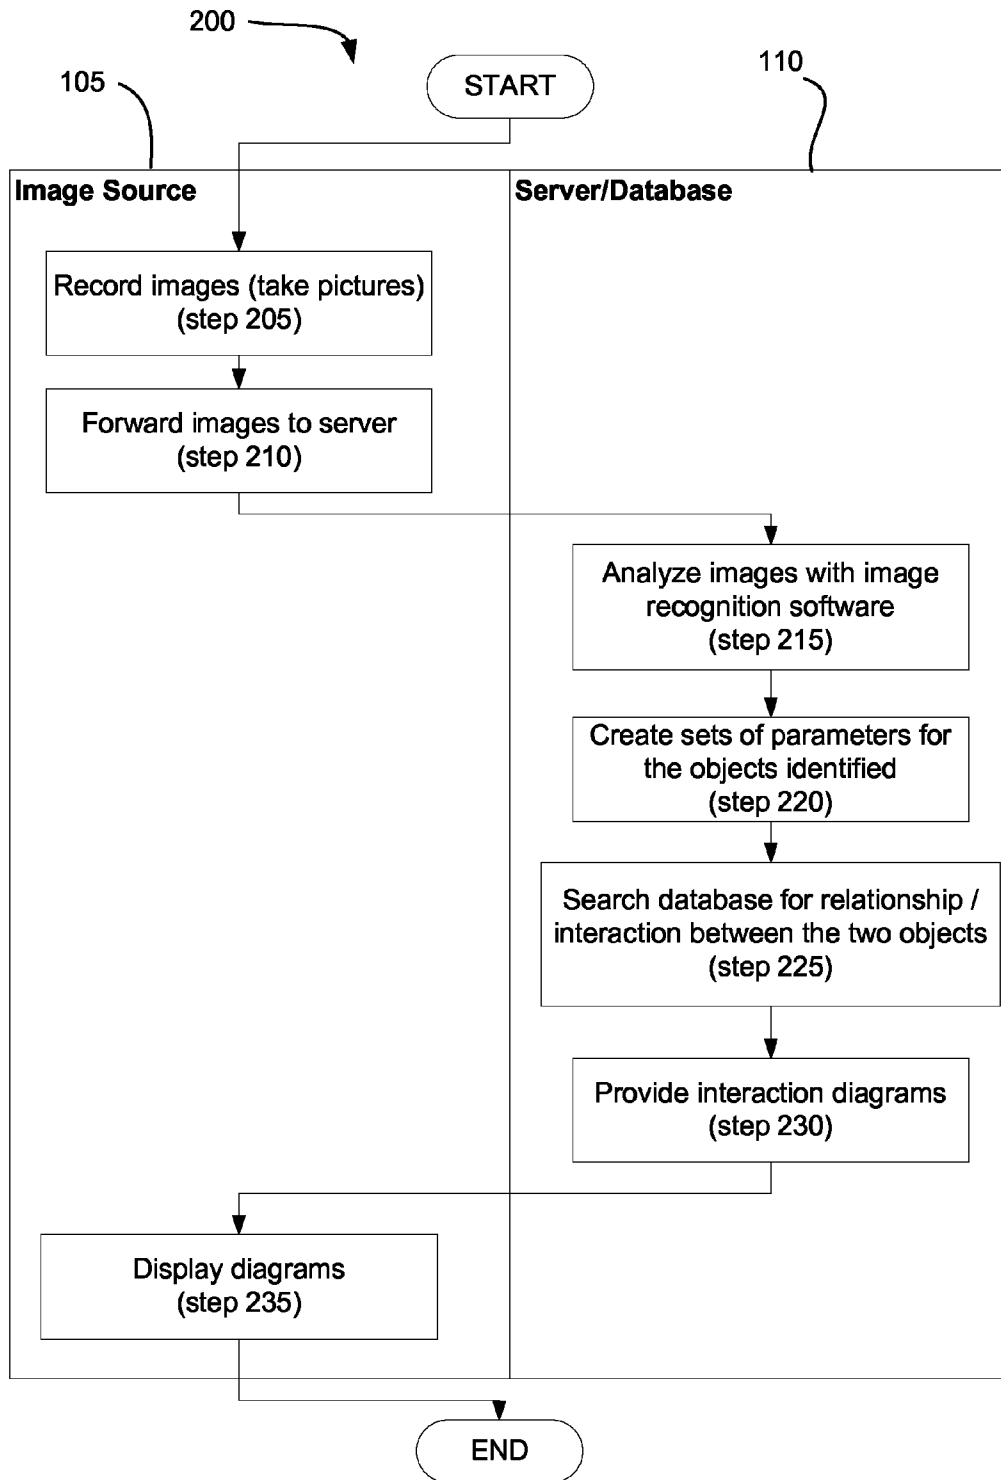 200
START
105
110
Image Source
Server/Database
Record images (take pictures)
(step 205)
Forward images to server
(step 210)
Analyze images with image
recognition software
(step 215)
Create sets of parameters for
the objects identified
(step 220)
Search database for relationship /
interaction between the two objects
(step 225)
Provide interaction diagrams
(step 230)
Display diagrams
(step 235)
END